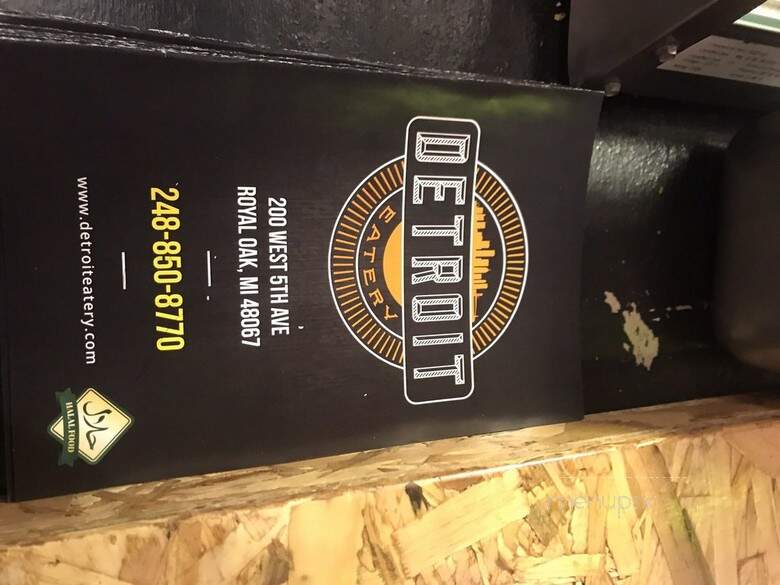 DETROIT
EATERY
200 WEST 5TH AVE
ROYAL OAK, MI 48067
248-850-8770
www.detroiteatery.com
حلال
HALAL FOOD